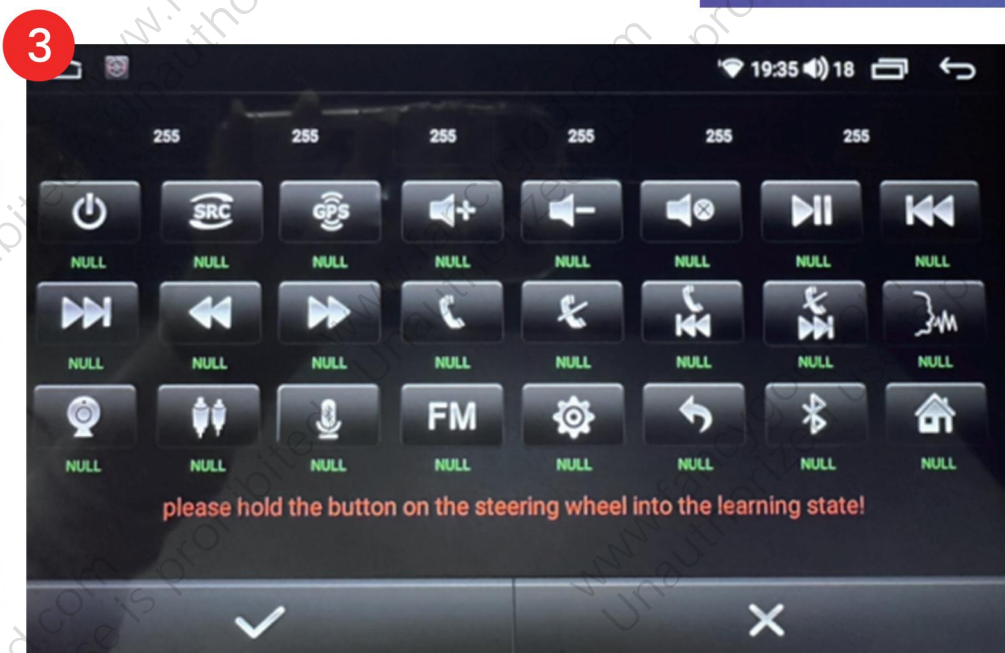 3
19:35 18
255 255 255 255 255 255
SRC GPS
NULL NULL NULL NULL NULL NULL NULL NULL
NULL NULL NULL NULL NULL NULL NULL NULL
FM
NULL NULL NULL NULL NULL NULL NULL NULL
please hold the button on the steering wheel into the learning state!